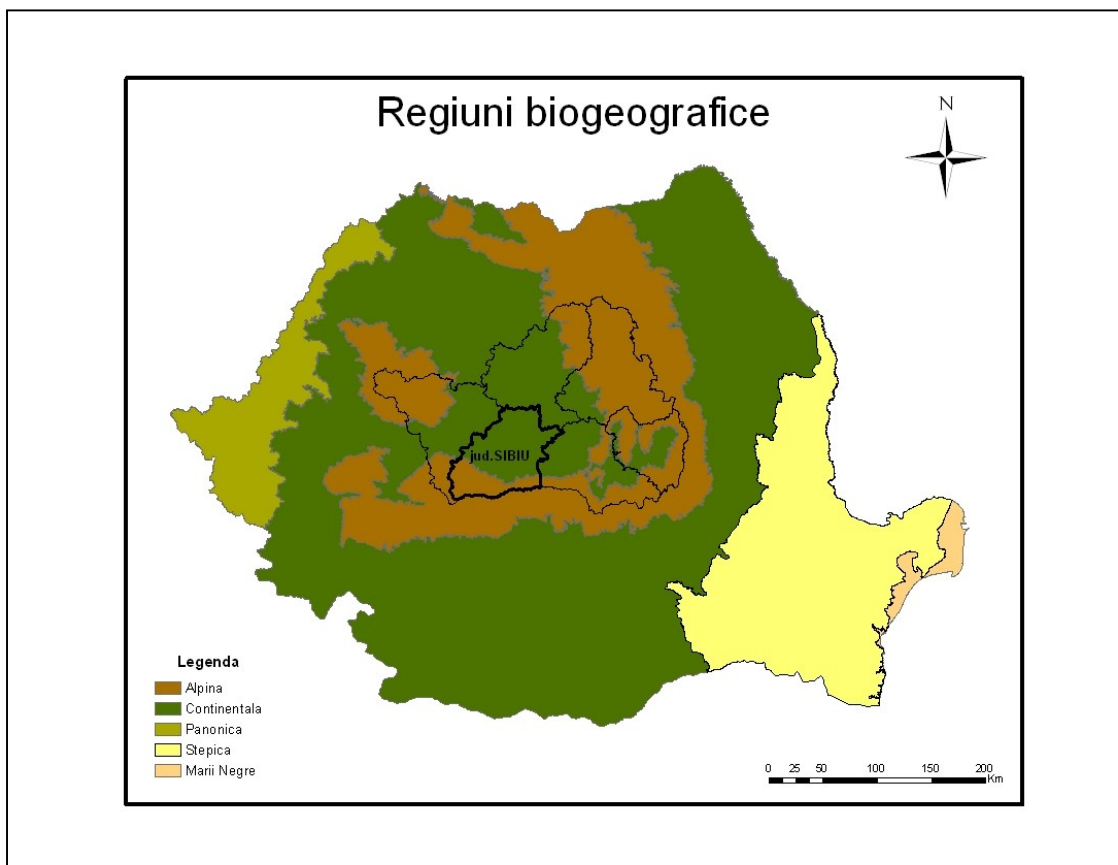 Regiuni biogeografice
N
jud.SIBIU
Legenda
Alpina
Continentala
Panonica
Stepica
Marii Negre
0 25 50 100 150 200
Km